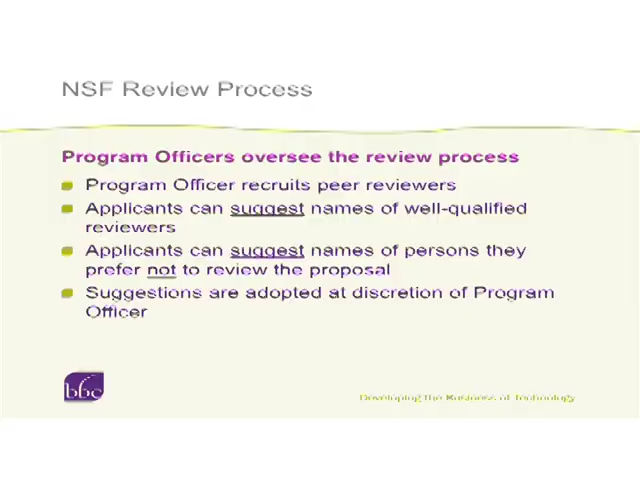 NSF Review Process
Program Officers oversee the review process
Program Officer recruits peer reviewers
Applicants can suggest names of well-qualified
reviewers
Applicants can suggest names of persons they
prefer not to review the proposal
Suggestions are adopted at discretion of Program
Officer
bbc
Developing the Business of Technology